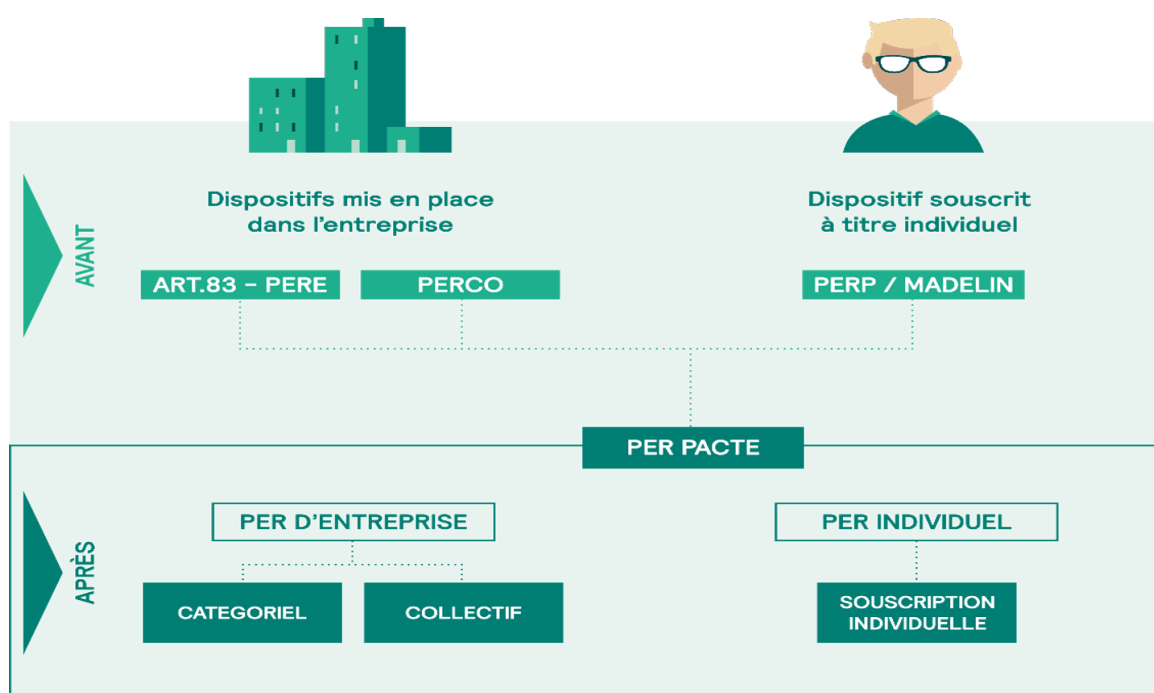 Dispositifs mis en place
dans l'entreprise
Dispositif souscrit
à titre individuel
AVANT
ART.83 – PERE
PERCO
PERP / MADELIN
PER PACTE
APRÈS
PER D'ENTREPRISE
PER INDIVIDUEL
CATEGORIEL
COLLECTIF
SOUSCRIPTION
INDIVIDUELLE